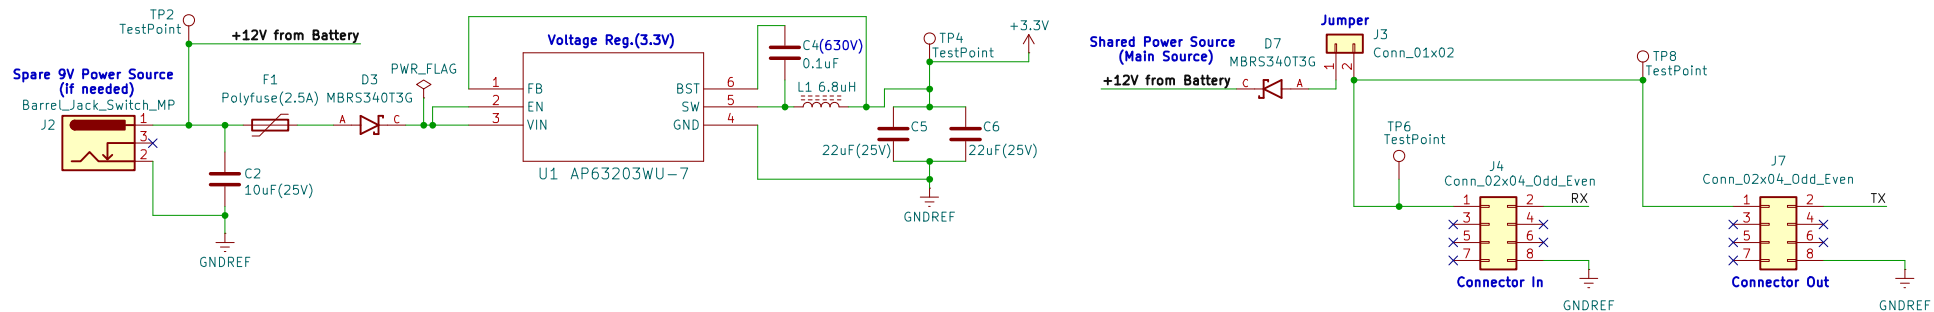 TP2
TestPoint
+12V from Battery
Spare 9V Power Source
(if needed)
Barrel_Jack_Switch_MP
J2
1
3
2
C2
10uF(25V)
GNDREF
F1
Polyfuse(2.5A)
D3
MBRS340T3G
A
C
PWR_FLAG
Voltage Reg.(3.3V)
1
2
3
FB
EN
VIN
BST
SW
GND
6
5
4
U1 AP63203WU-7
C4(630V)
0.1uF
L1 6.8uH
TP4
TestPoint
+3.3V
C5
22uF(25V)
C6
22uF(25V)
GNDREF
Shared Power Source
(Main Source)
+12V from Battery
D7
MBRS340T3G
C
A
Jumper
J3
Conn_01x02
1
2
TP8
TestPoint
TP6
TestPoint
J4
Conn_02x04_Odd_Even
1
3
5
7
2
4
6
8
RX
Connector In
GNDREF
J7
Conn_02x04_Odd_Even
1
3
5
7
2
4
6
8
TX
Connector Out
GNDREF